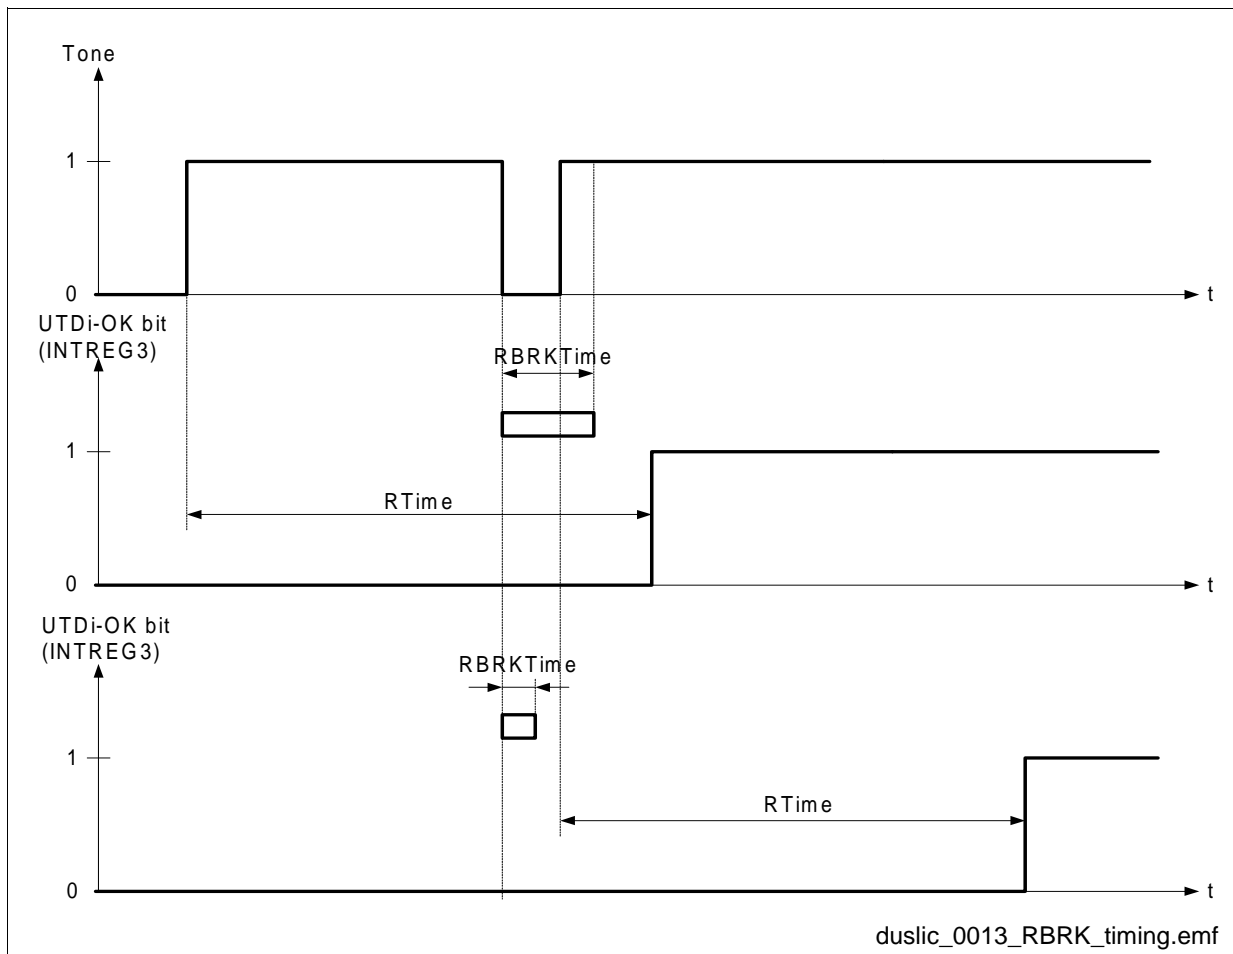 Tone
1
0
t
UTDi-OK bit
(INTREG3)
RBRKTime
1
RTime
0
t
UTDi-OK bit
(INTREG3)
RBRKTime
1
RTime
0
t
duslic_0013_RBRK_timing.emf